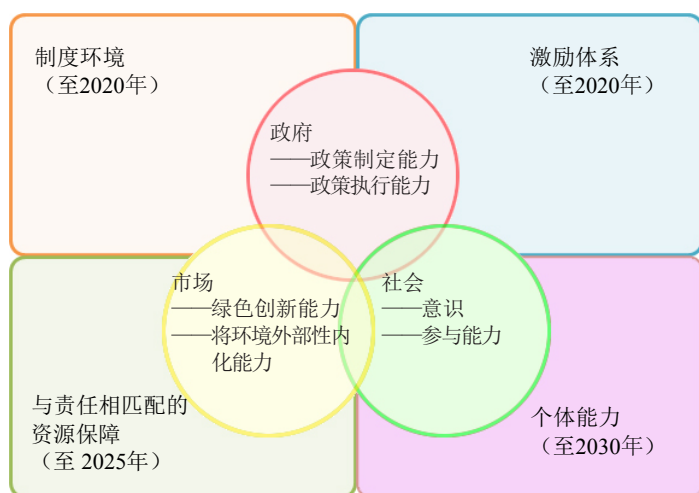 制度环境
（至2020年）
激励体系
（至2020年）
政府
——政策制定能力
——政策执行能力
市场
——绿色创新能力
——将环境外部性内
化能力
社会
——意识
——参与能力
与责任相匹配的
资源保障
（至 2025年）
个体能力
（至2030年）